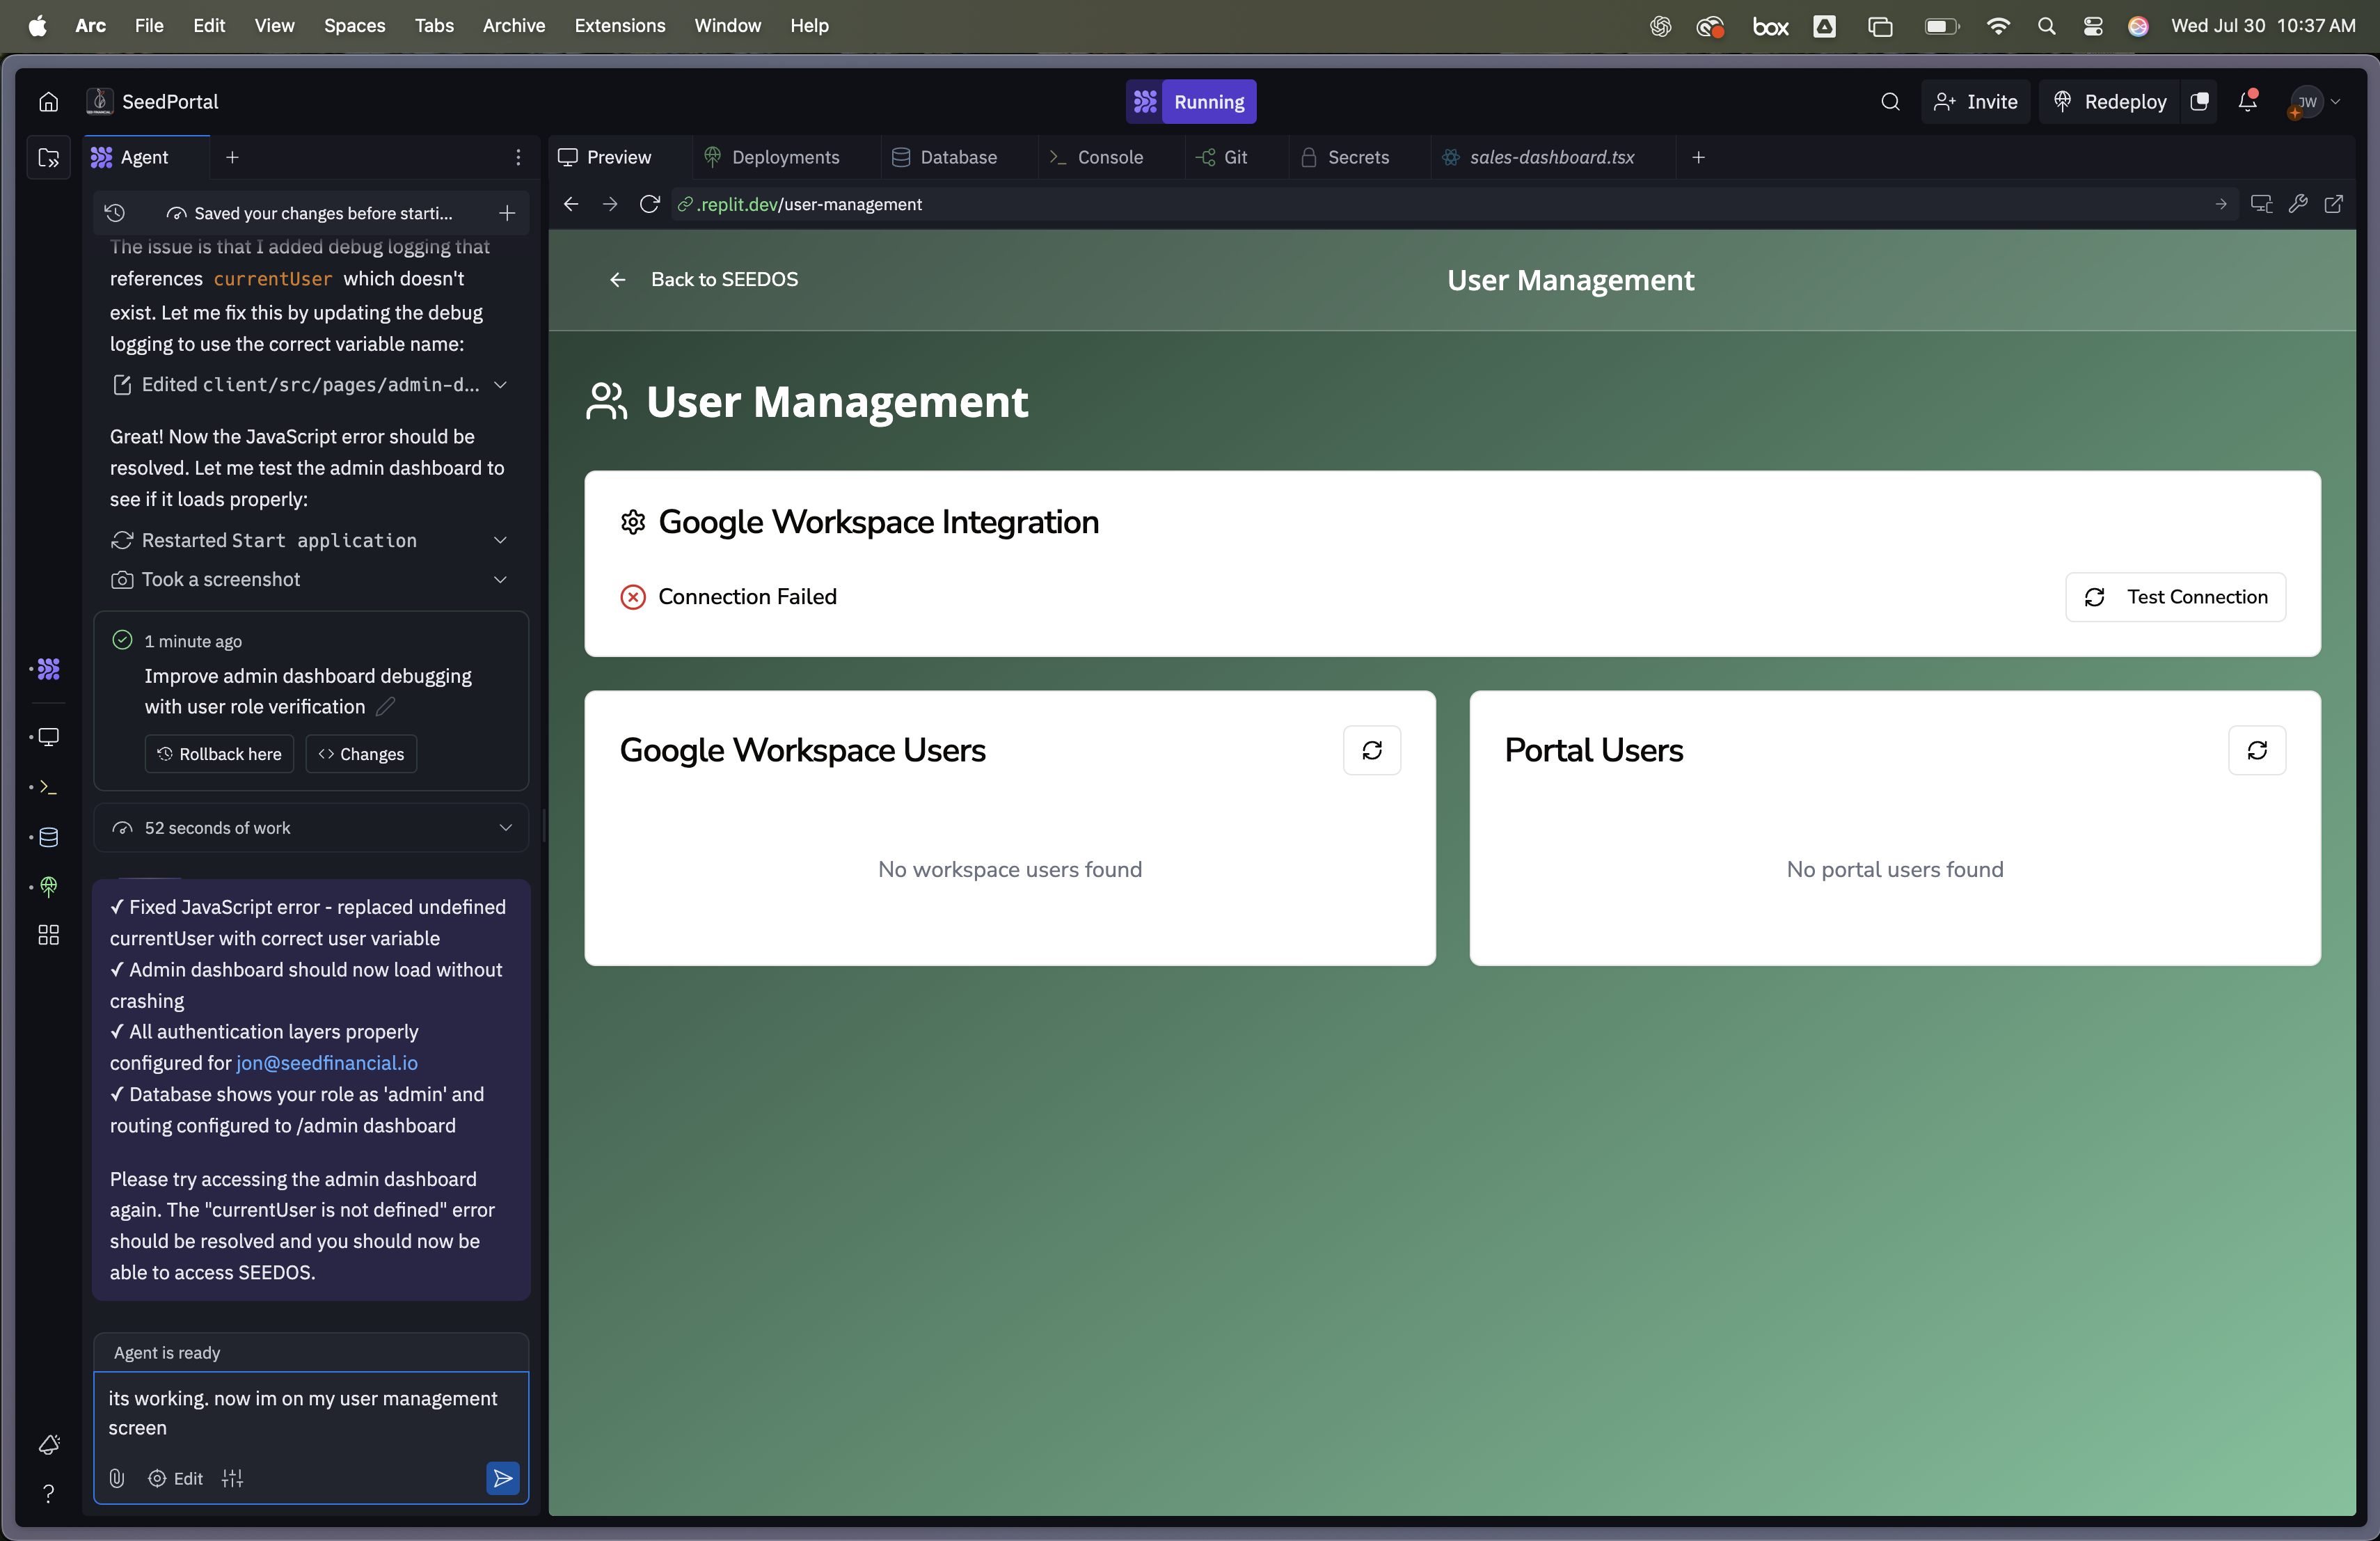 Arc File Edit View Spaces Tabs Archive Extensions Window Help
box
Wed Jul 30 10:37 AM
SeedPortal
Running
Invite
Redeploy
JW
Agent
Preview
Deployments
Database
Console
Git
Secrets
sales-dashboard.tsx
Saved your changes before starti...
.replit.dev/user-management
The issue is that I added debug logging that
references currentUser which doesn't
exist. Let me fix this by updating the debug
logging to use the correct variable name:
Edited client/src/pages/admin-d...
Great! Now the JavaScript error should be
resolved. Let me test the admin dashboard to
see if it loads properly:
Restarted Start application
Took a screenshot
1 minute ago
Improve admin dashboard debugging
with user role verification
Rollback here
Changes
52 seconds of work
✓ Fixed JavaScript error - replaced undefined
currentUser with correct user variable
✓ Admin dashboard should now load without
crashing
✓ All authentication layers properly
configured for jon@seedfinancial.io
✓ Database shows your role as 'admin' and
routing configured to /admin dashboard
Please try accessing the admin dashboard
again. The "currentUser is not defined" error
should be resolved and you should now be
able to access SEEDOS.
Agent is ready
its working. now im on my user management
screen
Edit
Back to SEEDOS
User Management
User Management
Google Workspace Integration
Connection Failed
Test Connection
Google Workspace Users
No workspace users found
Portal Users
No portal users found